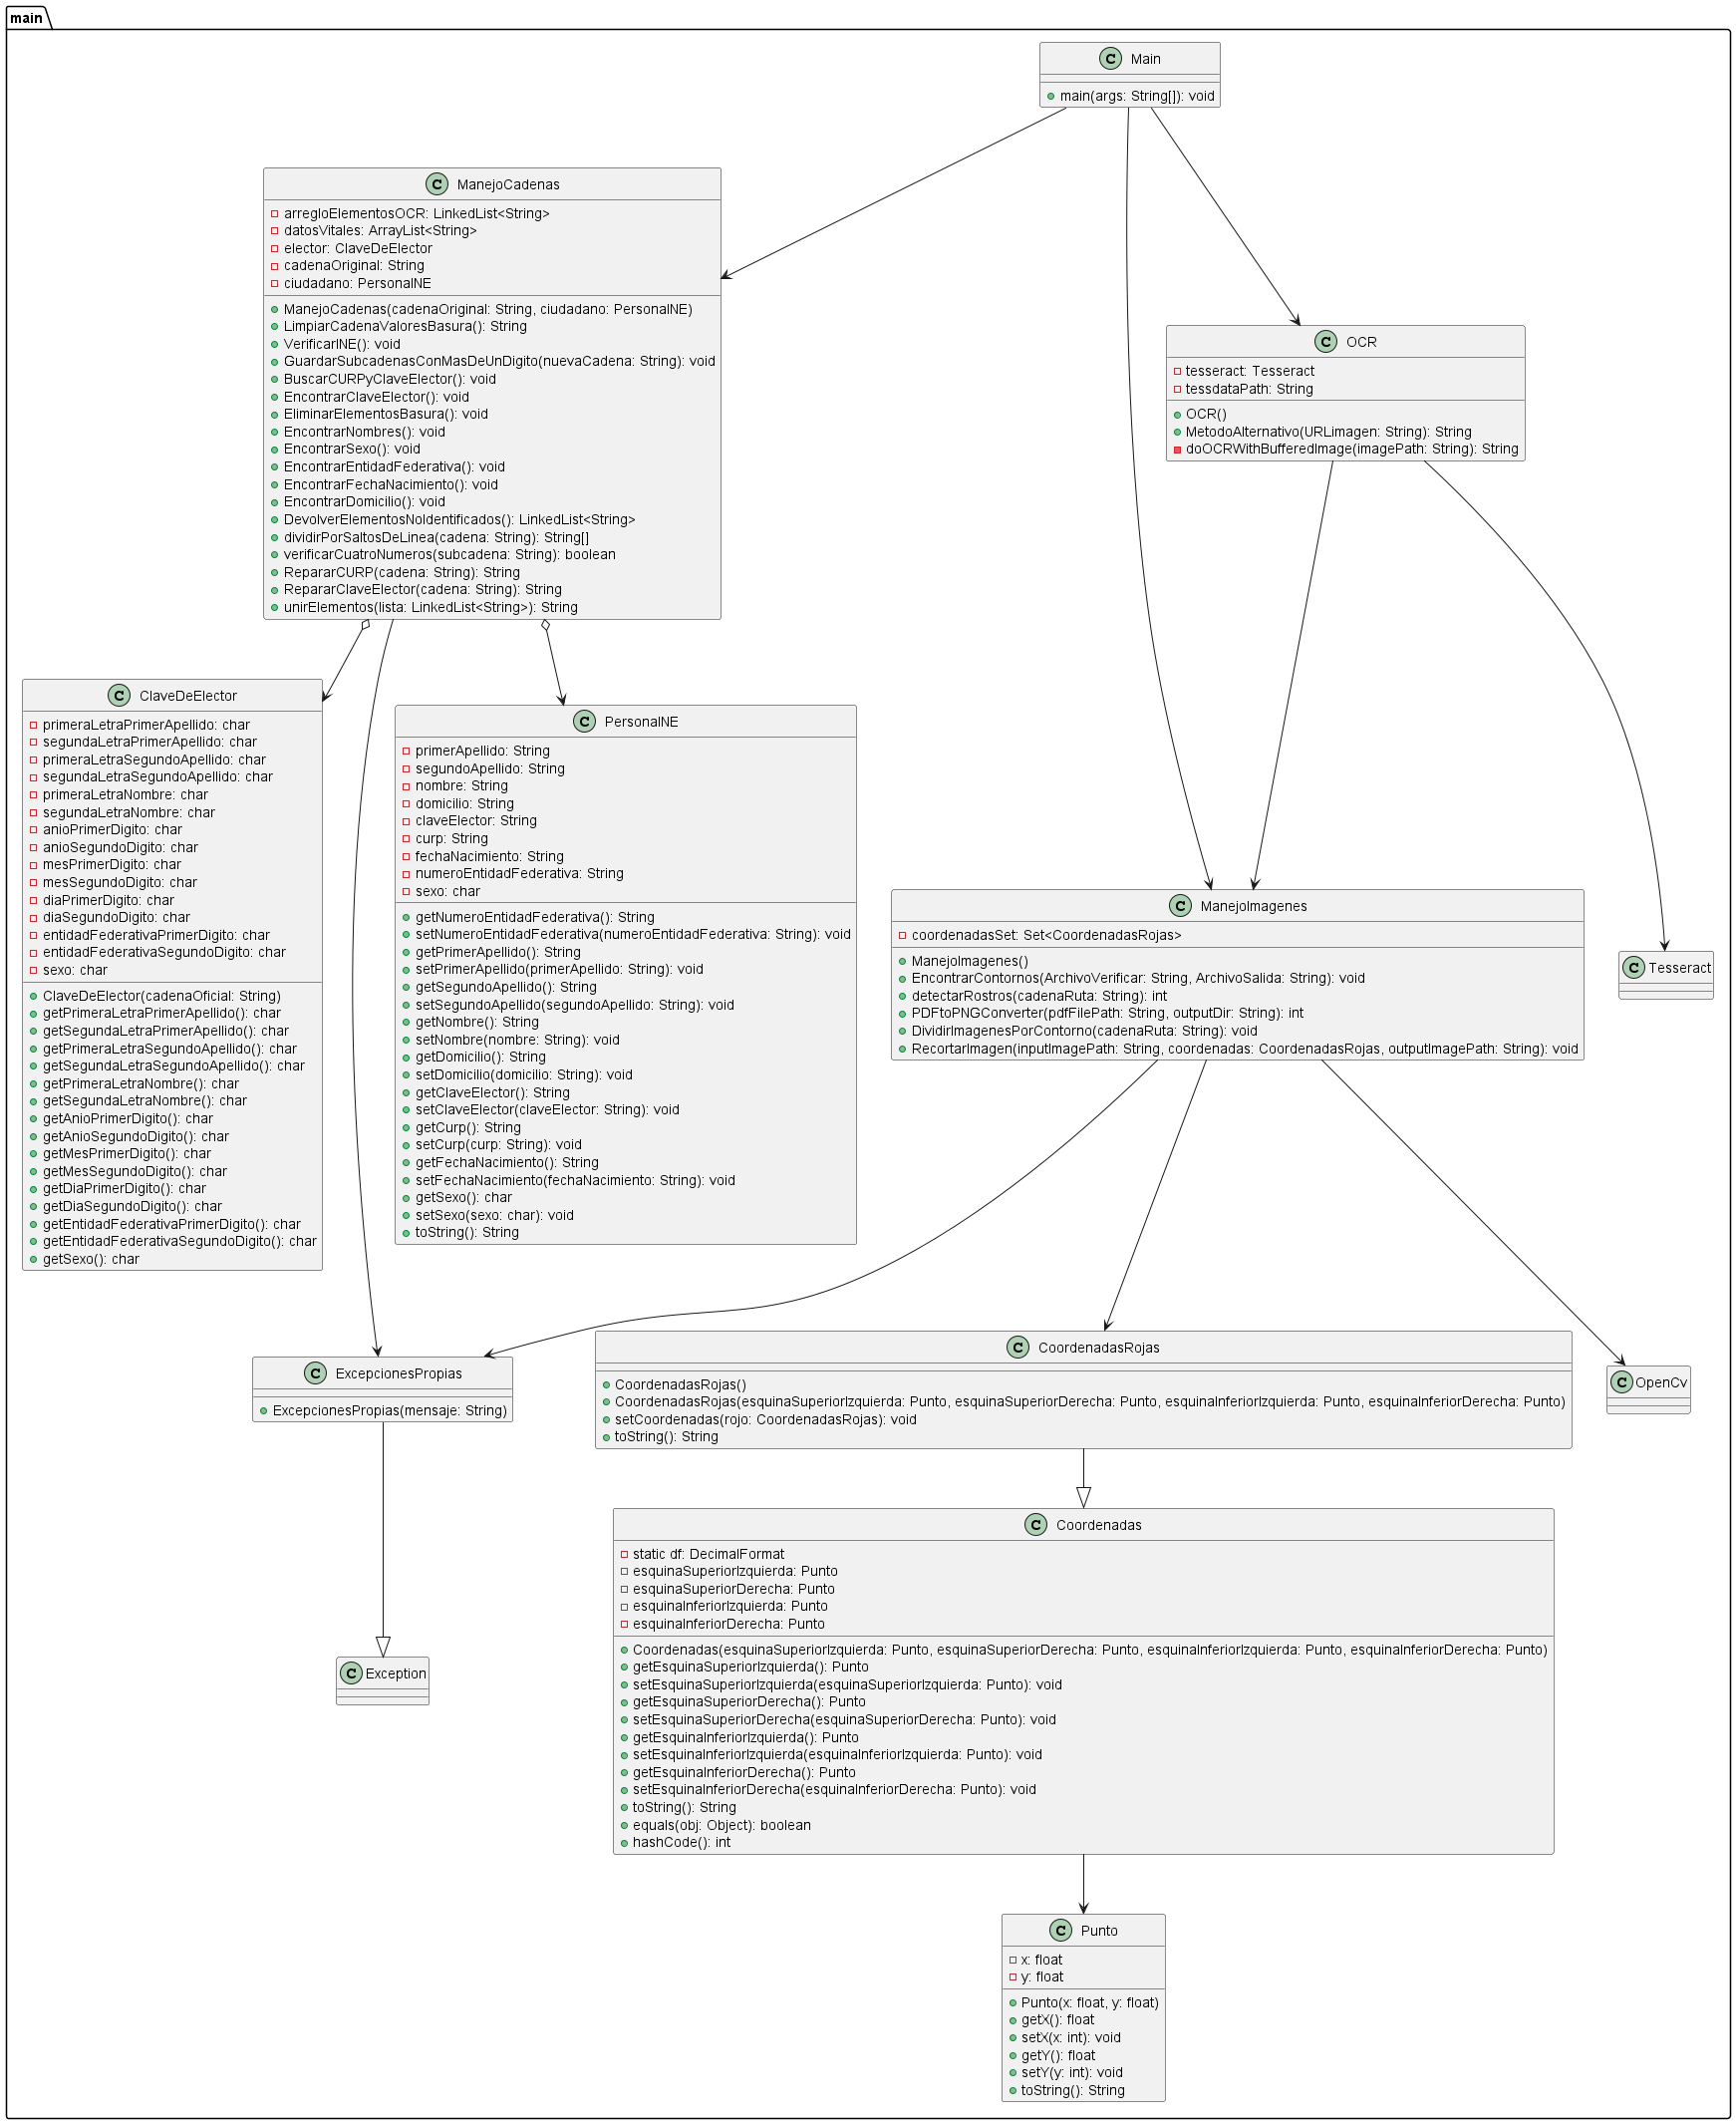 main
C Main
main(args: String[]): void
C ManejoCadenas
arregloElementosOCR: LinkedList<String>
datosVitales: ArrayList<String>
elector: ClaveDeElector
cadenaOriginal: String
ciudadano: PersonaINE
ManejoCadenas(cadenaOriginal: String, ciudadano: PersonaINE)
LimpiarCadenaValoresBasura(): String
VerificarINE(): void
GuardarSubcadenasConMasDeUnDigito(nuevaCadena: String): void
BuscarCURPyClaveElector(): void
EncontrarClaveElector(): void
EliminarElementosBasura(): void
EncontrarNombres(): void
EncontrarSexo(): void
EncontrarEntidadFederativa(): void
EncontrarFechaNacimiento(): void
EncontrarDomicilio(): void
DevolverElementosNoIdentificados(): LinkedList<String>
dividirPorSaltosDeLinea(cadena: String): String[]
verificarCuatroNumeros(subcadena: String): boolean
RepararCURP(cadena: String): String
RepararClaveElector(cadena: String): String
unirElementos(lista: LinkedList<String>): String
C OCR
tesseract: Tesseract
tessdataPath: String
OCR()
MetodoAlternativo(URLimagen: String): String
doOCRWithBufferedImage(imagePath: String): String
C ClaveDeElector
primeraLetraPrimerApellido: char
segundaLetraPrimerApellido: char
primeraLetraSegundoApellido: char
segundaLetraSegundoApellido: char
primeraLetraNombre: char
segundaLetraNombre: char
anioPrimerDigito: char
anioSegundoDigito: char
mesPrimerDigito: char
mesSegundoDigito: char
diaPrimerDigito: char
diaSegundoDigito: char
entidadFederativaPrimerDigito: char
entidadFederativaSegundoDigito: char
sexo: char
ClaveDeElector(cadenaOficial: String)
getPrimeraLetraPrimerApellido(): char
getSegundaLetraPrimerApellido(): char
getPrimeraLetraSegundoApellido(): char
getSegundaLetraSegundoApellido(): char
getPrimeraLetraNombre(): char
getSegundaLetraNombre(): char
getAnioPrimerDigito(): char
getAnioSegundoDigito(): char
getMesPrimerDigito(): char
getMesSegundoDigito(): char
getDiaPrimerDigito(): char
getDiaSegundoDigito(): char
getEntidadFederativaPrimerDigito(): char
getEntidadFederativaSegundoDigito(): char
getSexo(): char
C PersonaINE
primerApellido: String
segundoApellido: String
nombre: String
domicilio: String
claveElector: String
curp: String
fechaNacimiento: String
numeroEntidadFederativa: String
sexo: char
getNumeroEntidadFederativa(): String
setNumeroEntidadFederativa(numeroEntidadFederativa: String): void
getPrimerApellido(): String
setPrimerApellido(primerApellido: String): void
getSegundoApellido(): String
setSegundoApellido(segundoApellido: String): void
getNombre(): String
setNombre(nombre: String): void
getDomicilio(): String
setDomicilio(domicilio: String): void
getClaveElector(): String
setClaveElector(claveElector: String): void
getCurp(): String
setCurp(curp: String): void
getFechaNacimiento(): String
setFechaNacimiento(fechaNacimiento: String): void
getSexo(): char
setSexo(sexo: char): void
toString(): String
C ManejoImagenes
coordenadasSet: Set<CoordenadasRojas>
ManejoImagenes()
EncontrarContornos(ArchivoVerificar: String, ArchivoSalida: String): void
detectarRostros(cadenaRuta: String): int
PDFtoPNGConverter(pdfFilePath: String, outputDir: String): int
DividirImagenesPorContorno(cadenaRuta: String): void
RecortarImagen(inputImagePath: String, coordenadas: CoordenadasRojas, outputImagePath: String): void
C Tesseract
C ExcepcionesPropias
ExcepcionesPropias(mensaje: String)
C CoordenadasRojas
CoordenadasRojas()
CoordenadasRojas(esquinaSuperiorIzquierda: Punto, esquinaSuperiorDerecha: Punto, esquinaInferiorIzquierda: Punto, esquinaInferiorDerecha: Punto)
setCoordenadas(rojo: CoordenadasRojas): void
toString(): String
C OpenCv
C Exception
C Coordenadas
static df: DecimalFormat
esquinaSuperiorIzquierda: Punto
esquinaSuperiorDerecha: Punto
esquinaInferiorIzquierda: Punto
esquinaInferiorDerecha: Punto
Coordenadas(esquinaSuperiorIzquierda: Punto, esquinaSuperiorDerecha: Punto, esquinaInferiorIzquierda: Punto, esquinaInferiorDerecha: Punto)
getEsquinaSuperiorIzquierda(): Punto
setEsquinaSuperiorIzquierda(esquinaSuperiorIzquierda: Punto): void
getEsquinaSuperiorDerecha(): Punto
setEsquinaSuperiorDerecha(esquinaSuperiorDerecha: Punto): void
getEsquinaInferiorIzquierda(): Punto
setEsquinaInferiorIzquierda(esquinaInferiorIzquierda: Punto): void
getEsquinaInferiorDerecha(): Punto
setEsquinaInferiorDerecha(esquinaInferiorDerecha: Punto): void
toString(): String
equals(obj: Object): boolean
hashCode(): int
C Punto
x: float
y: float
Punto(x: float, y: float)
getX(): float
setX(x: int): void
getY(): float
setY(y: int): void
toString(): String